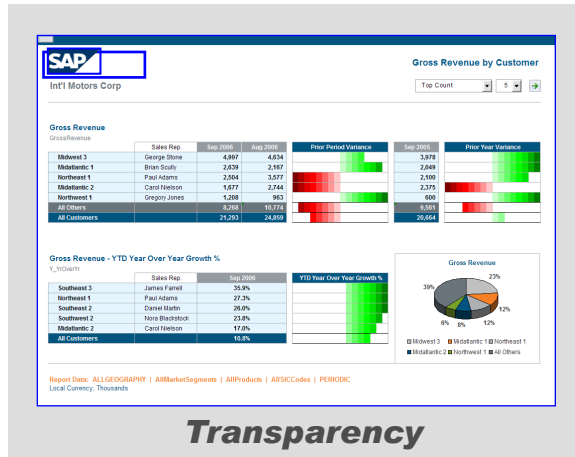 SAP
Gross Revenue by Customer
Int'l Motors Corp
Top Count 5
Gross Revenue
GrossRevenue
Sales Rep. Sep 2006 Aug 2006 Prior Period Variance Sep 2005 Prior Year Variance
Midwest 3 George Stone 4,997 4,634 3,978
Midatlantic 1 Brian Scully 2,639 2,167 2,049
Northeast 1 Paul Adams 2,504 3,577 2,100
Midatlantic 2 Carol Nielson 1,677 2,744 2,375
Northwest 1 Gregory Jones 1,208 963 600
All Others 8,268 10,774 9,561
All Customers 21,293 24,859 20,664
Gross Revenue - YTD Year Over Year Growth %
Y_YrOverYr
Sales Rep. Sep 2006 YTD Year Over Year Growth %
Southeast 3 James Farrell 35.9%
Northeast 1 Paul Adams 27.3%
Southeast 2 Daniel Martin 26.0%
Southwest 2 Nora Blackstock 23.8%
Midatlantic 2 Carol Nielson 17.0%
All Customers 10.8%
Gross Revenue
23%
39%
12%
12%
6% 8%
Midwest 3 Midatlantic 1 Northeast 1
Midatlantic 2 Northwest 1 All Others
Report Data: ALLGEOGRAPHY | AllMarketSegments | AllProducts | AllSICCodes | PERIODIC
Local Currency, Thousands
Transparency